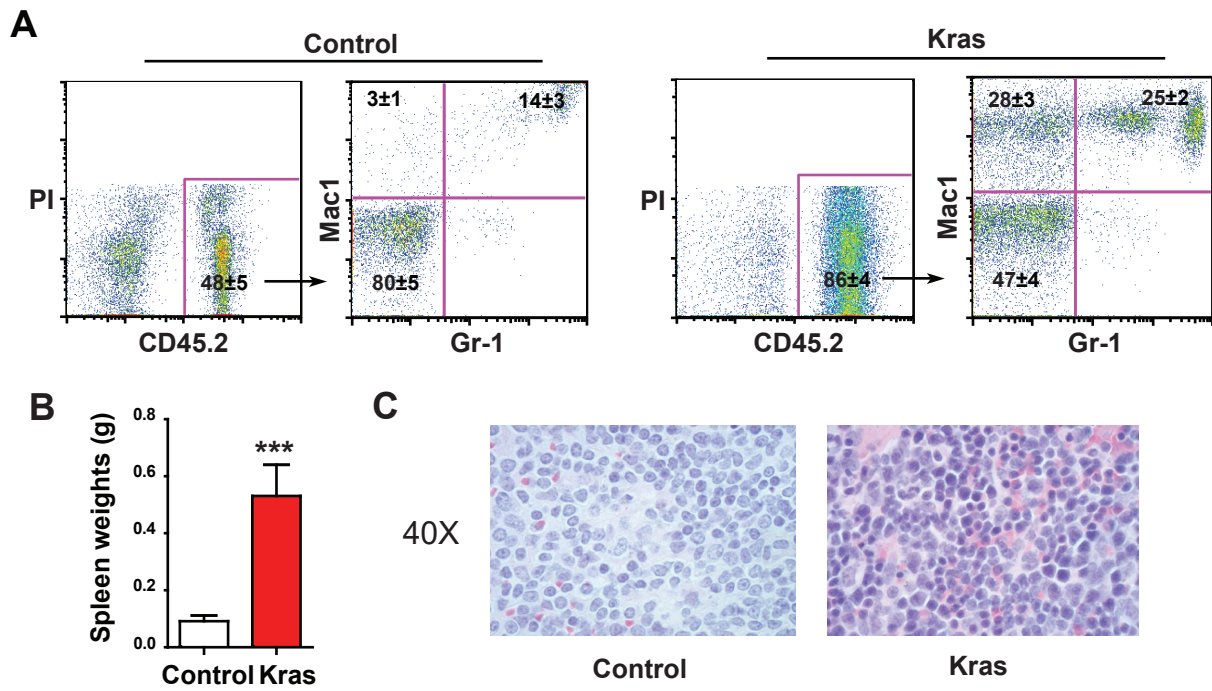 A
Control
Kras
3±1
14±3
28±3
25±2
PI
Mac1
PI
Mac1
48±5
80±5
86±4
47±4
CD45.2
Gr-1
CD45.2
Gr-1
B
C
Spleen weights (g)
0.8
0.6
0.4
0.2
0.0
***
Control
Kras
40X
Control
Kras